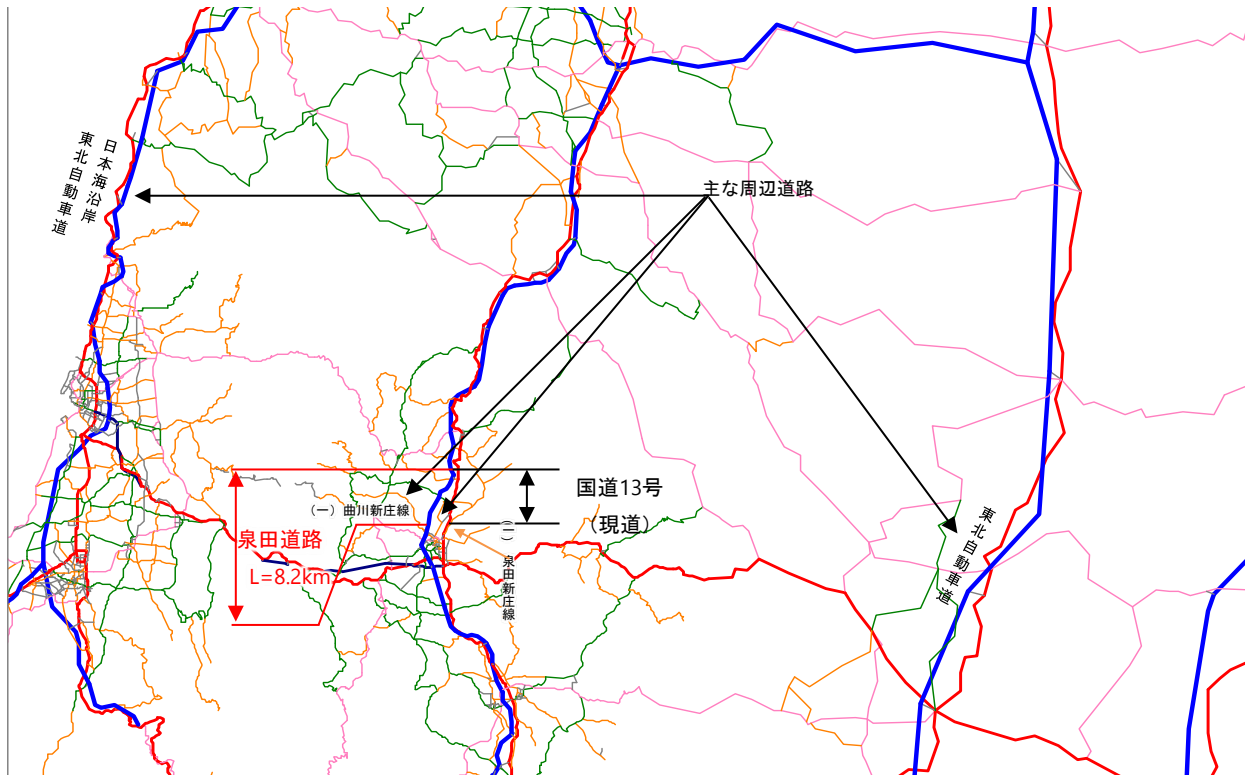 日本海沿岸
東北自動車道
主な周辺道路
国道13号
(現道)
(一)曲川新庄線
泉田道路
L=8.2km
(一) 泉田新庄線
東北自動車道